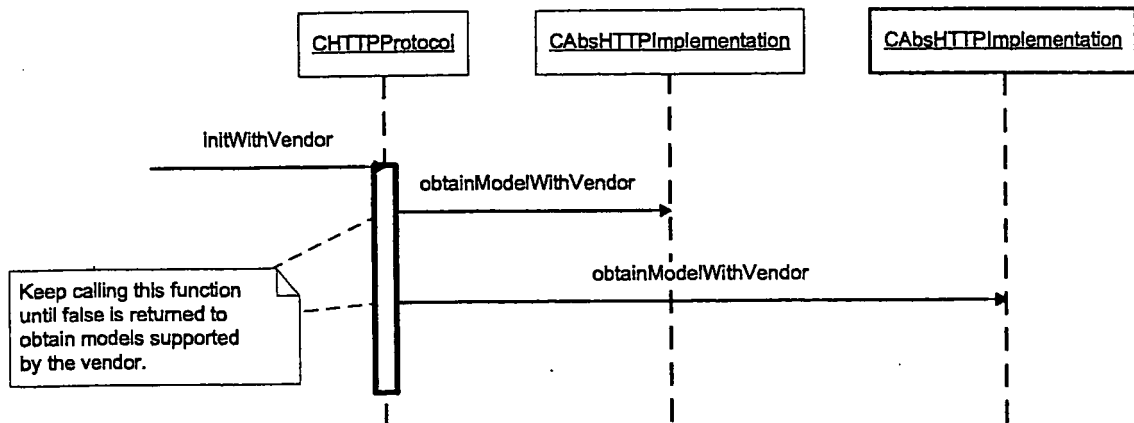 CHTTPProtocol
CAbsHTTPImplementation
CAbsHTTPImplementation
initWithVendor
obtainModelWithVendor
obtainModelWithVendor
Keep calling this function
until false is returned to
obtain models supported
by the vendor.